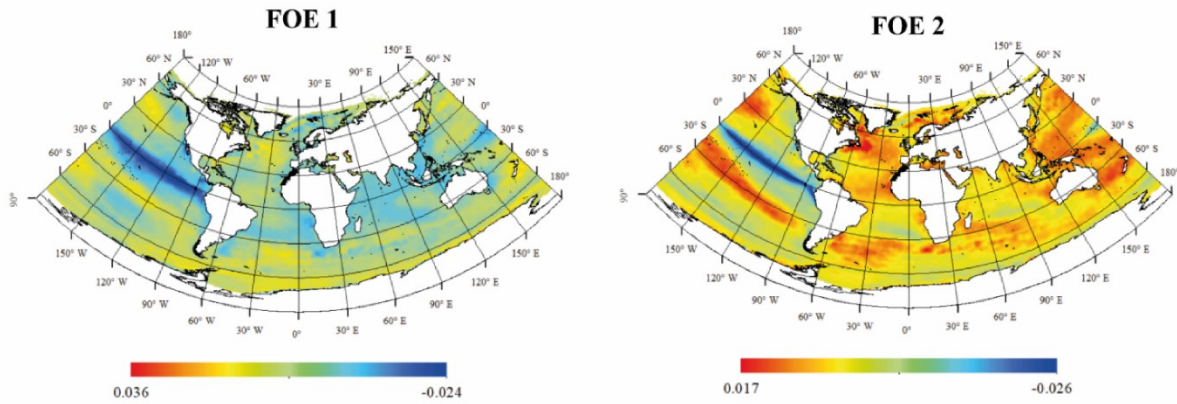 FOE 1
180°
150° E
120° W
60° W
30° E
90° E
60° N
60° N
30° N
30° N
0°
0°
30° S
30° S
60° S
60° S
90°
180°
150° W
120° W
90° W
60° W
30° W
0°
30° E
60° E
90° E
120° E
150° E
0.036
-0.024
FOE 2
180°
150° E
120° W
60° W
30° E
90° E
60° N
60° N
30° N
30° N
0°
0°
30° S
30° S
60° S
60° S
90°
180°
150° W
120° W
90° W
60° W
30° W
0°
30° E
60° E
90° E
120° E
150° E
0.017
-0.026